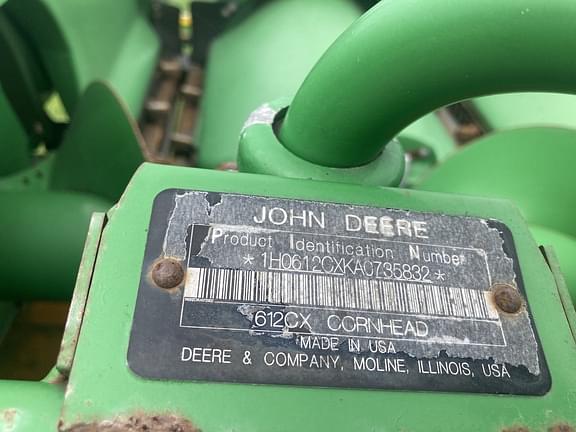 JOHN DEERE
Product Identification Number
*1H0612CXKA0735832*
612CX CORNHEAD
MADE IN USA
DEERE & COMPANY, MOLINE, ILLINOIS, USA